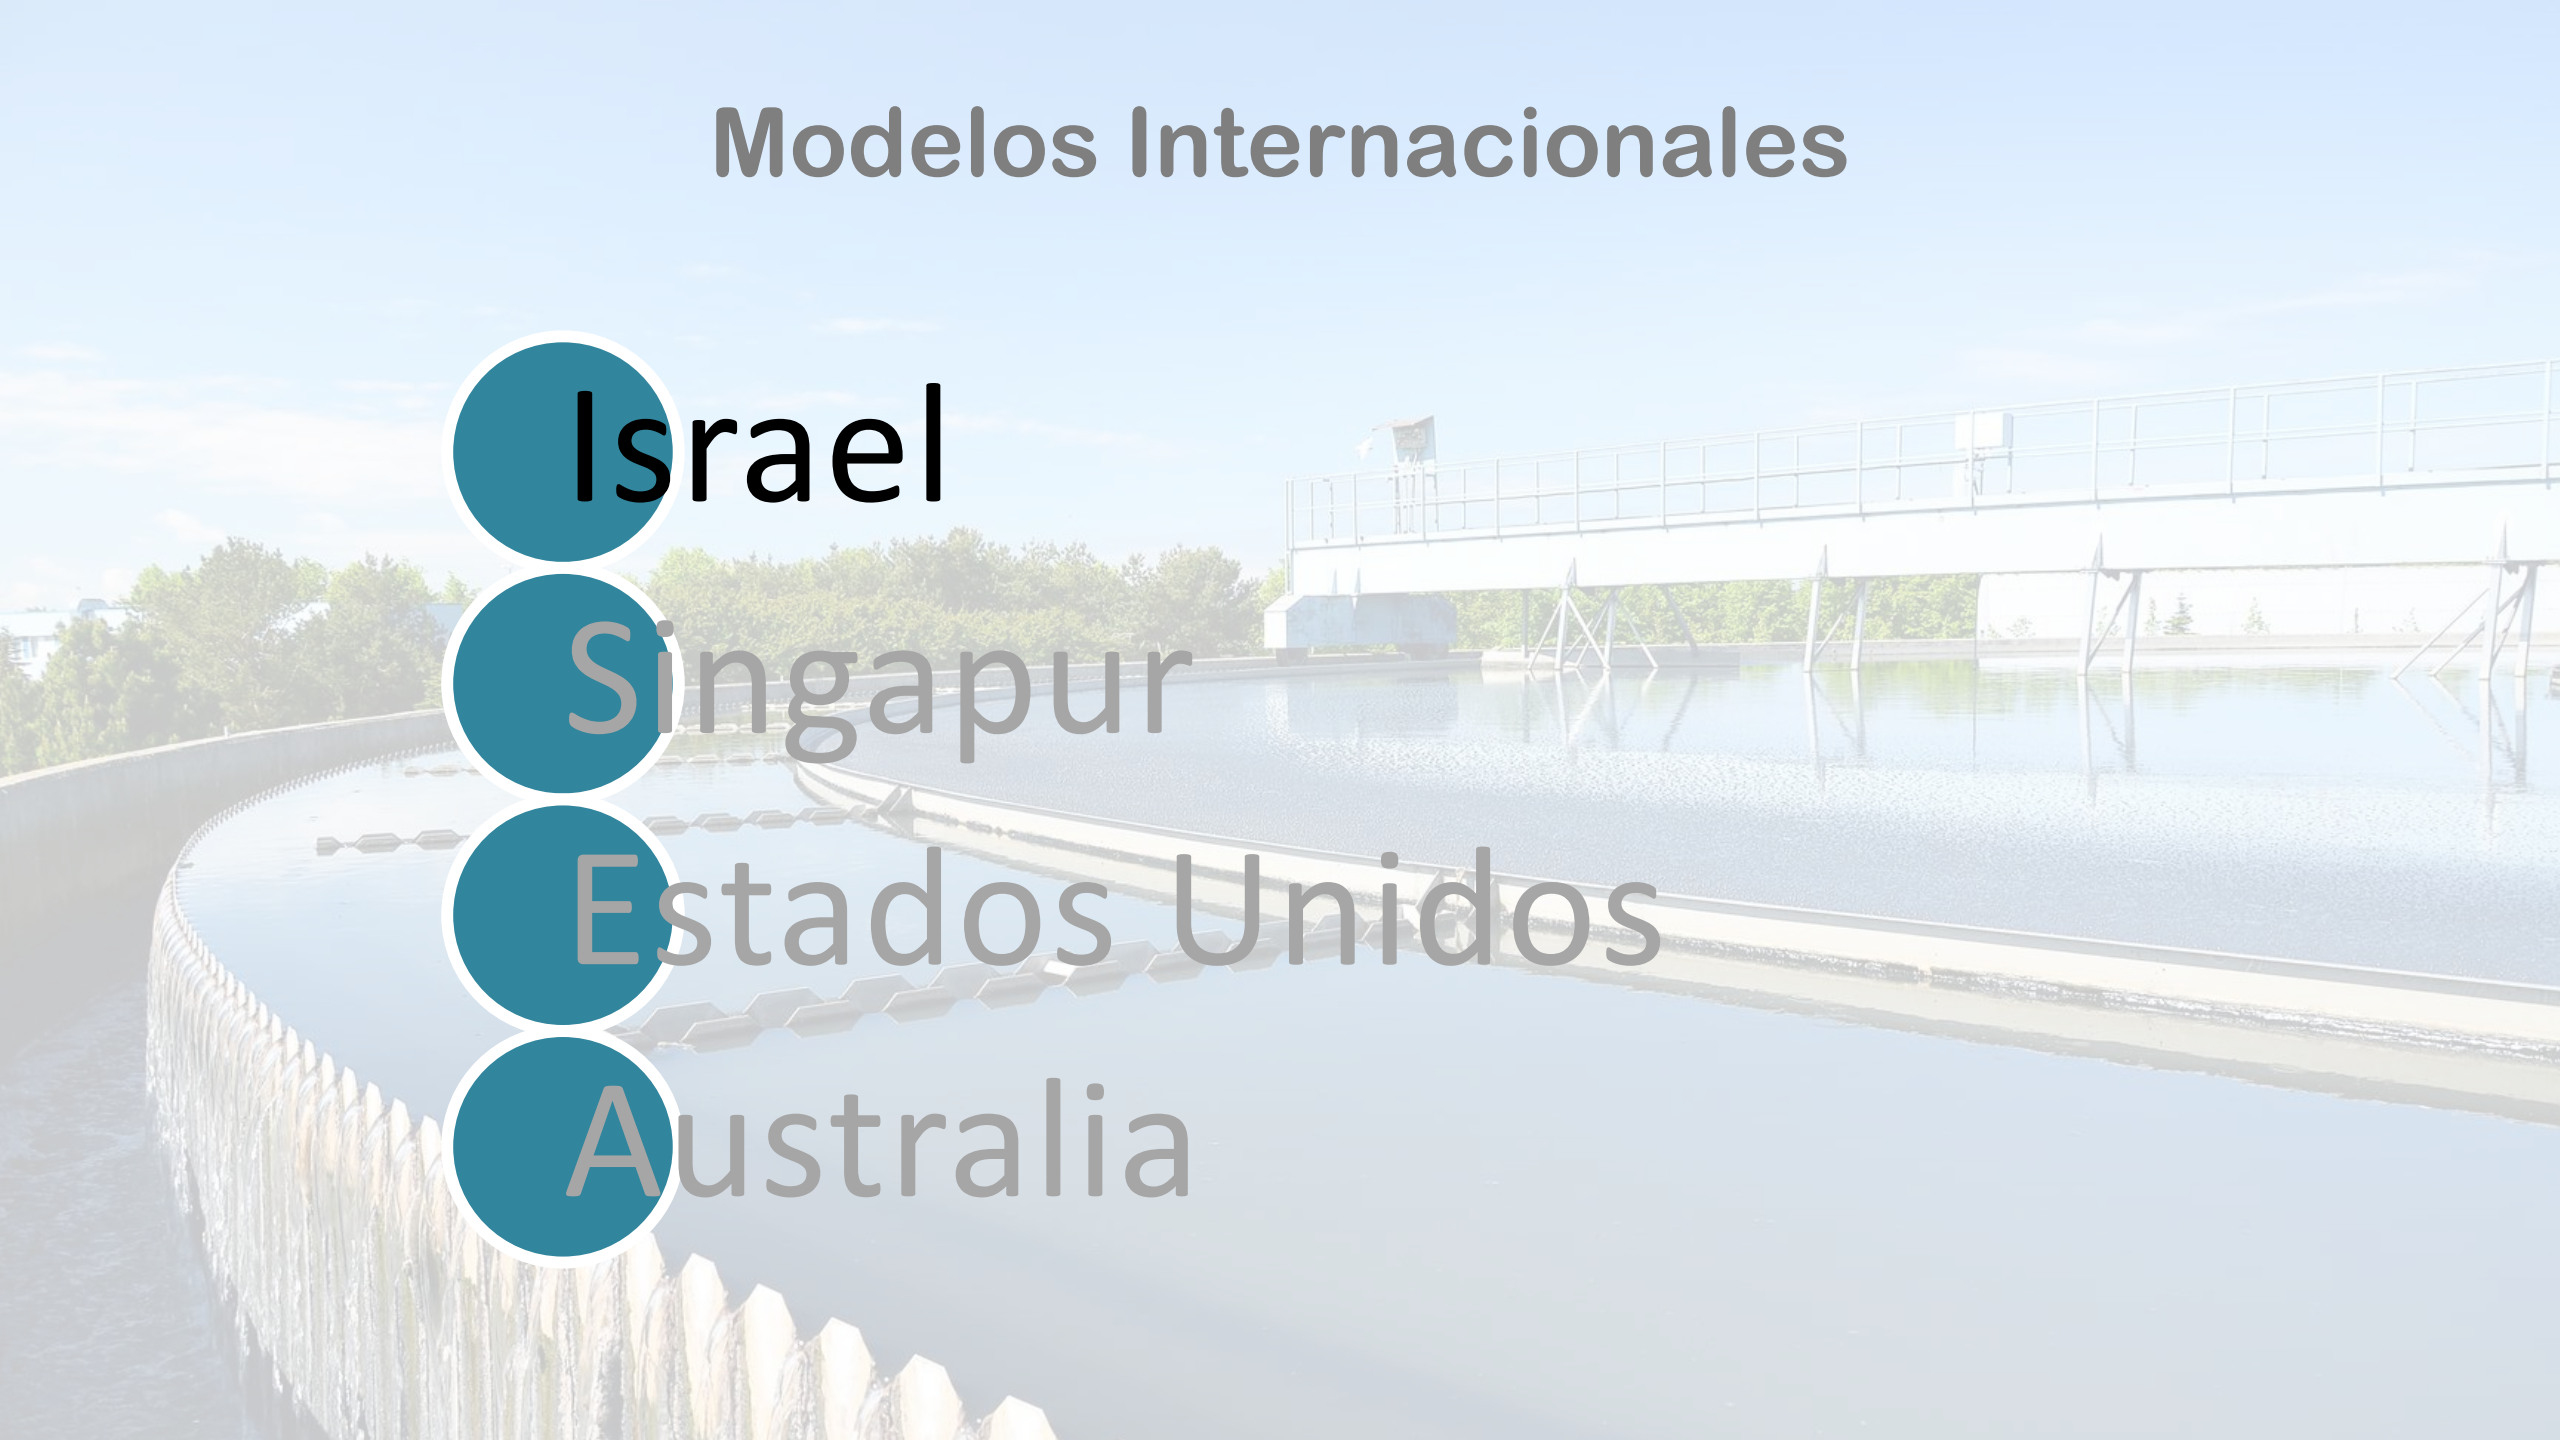 Modelos Internacionales
Israel
Singapur
Estados Unidos
Australia